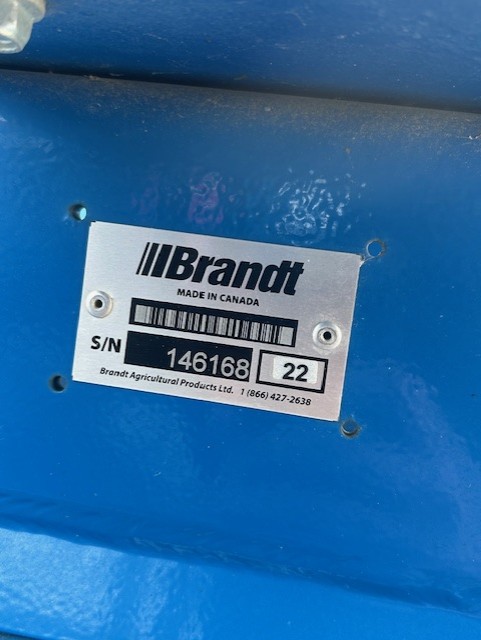 Brandt
MADE IN CANADA
S/N 146168 22
Brandt Agricultural Products Ltd. 1 (866) 427-2638